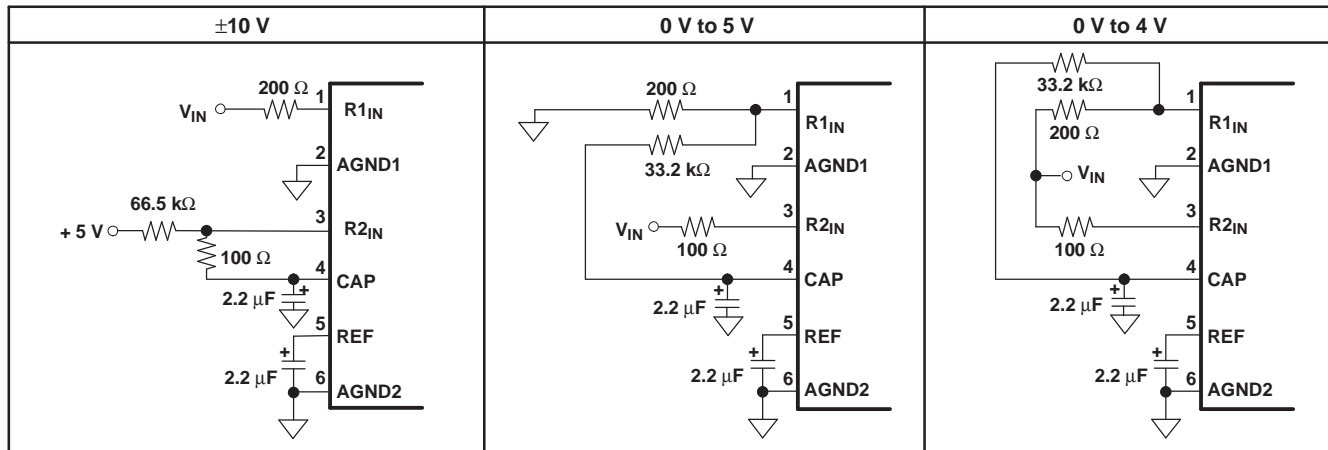 ±10 V
0 V to 5 V
0 V to 4 V
200 Ω
V_IN
1
R1_IN
2
AGND1
66.5 kΩ
+ 5 V
3
R2_IN
100 Ω
4
CAP
+
2.2 μF
5
REF
+
2.2 μF
6
AGND2
200 Ω
1
R1_IN
33.2 kΩ
2
AGND1
V_IN
3
R2_IN
100 Ω
4
CAP
+
2.2 μF
5
REF
+
2.2 μF
6
AGND2
33.2 kΩ
1
R1_IN
200 Ω
2
AGND1
V_IN
3
R2_IN
100 Ω
4
CAP
+
2.2 μF
5
REF
+
2.2 μF
6
AGND2